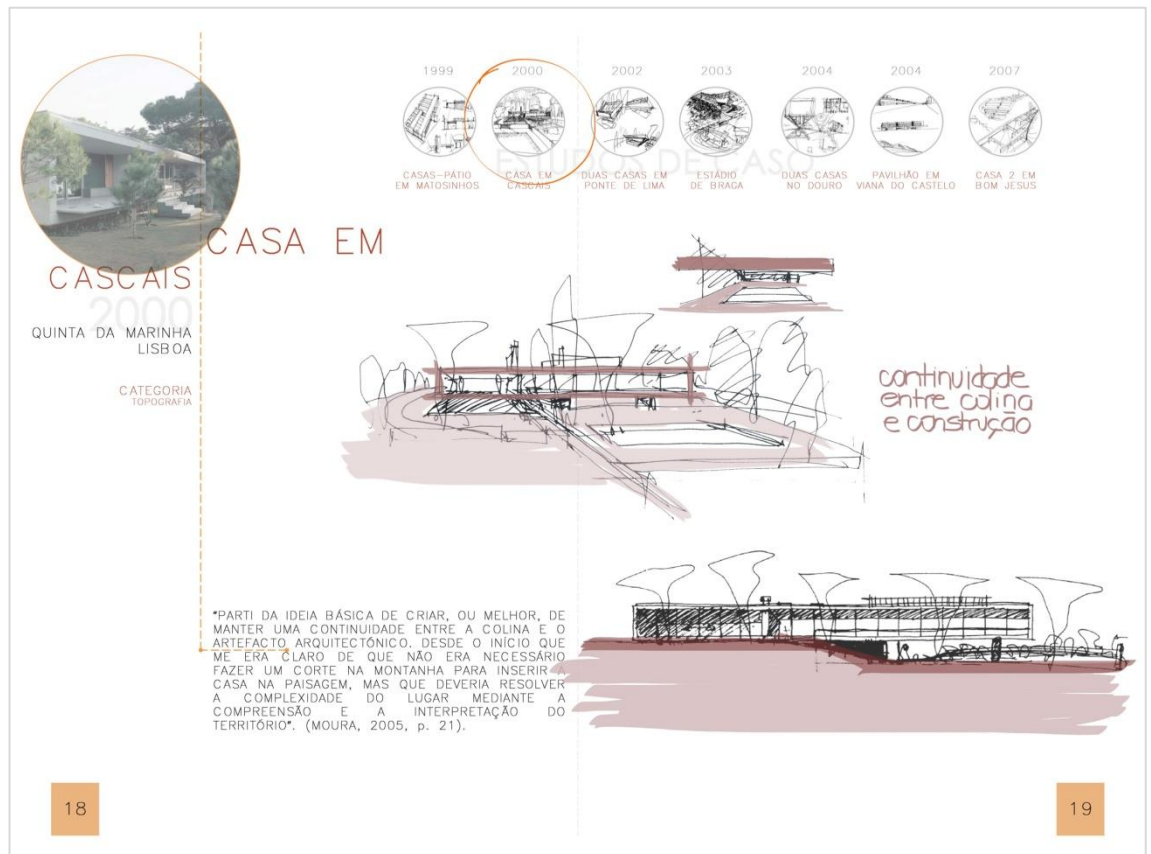 1999
2000
2002
2003
2004
2004
2007
ESTUDOS DE CASO
CASAS-PÁTIO
EM MATOSINHOS
CASA EM
CASCAIS
DUAS CASAS EM
PONTE DE LIMA
ESTÁDIO
DE BRAGA
DUAS CASAS
NO DOURO
PAVILHÃO EM
VIANA DO CASTELO
CASA 2 EM
BOM JESUS
CASA EM
CASCAIS
2000
QUINTA DA MARINHA
LISBOA
CATEGORIA
TOPOGRAFIA
continuidade
entre colina
e construção
"PARTI DA IDEIA BÁSICA DE CRIAR, OU MELHOR, DE
MANTER UMA CONTINUIDADE ENTRE A COLINA E O
ARTEFACTO ARQUITECTÓNICO. DESDE O INÍCIO QUE
ME ERA CLARO DE QUE NÃO ERA NECESSÁRIO
FAZER UM CORTE NA MONTANHA PARA INSERIR A
CASA NA PAISAGEM, MAS QUE DEVERIA RESOLVER
A COMPLEXIDADE DO LUGAR MEDIANTE A
COMPREENSÃO E A INTERPRETAÇÃO DO
TERRITÓRIO". (MOURA, 2005, p. 21).
18
19